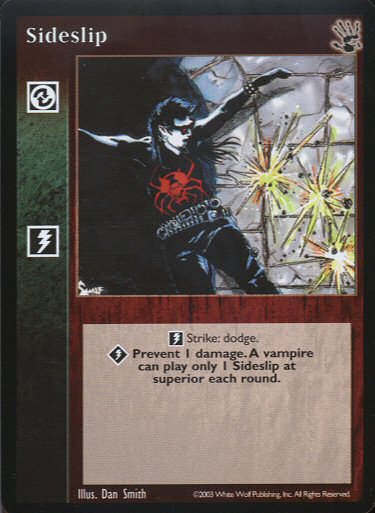 Sideslip
Strike: dodge.
Prevent 1 damage. A vampire
can play only 1 Sideslip at
superior each round.
Illus. Dan Smith
©2003 White Wolf Publishing, Inc. All Rights Reserved.